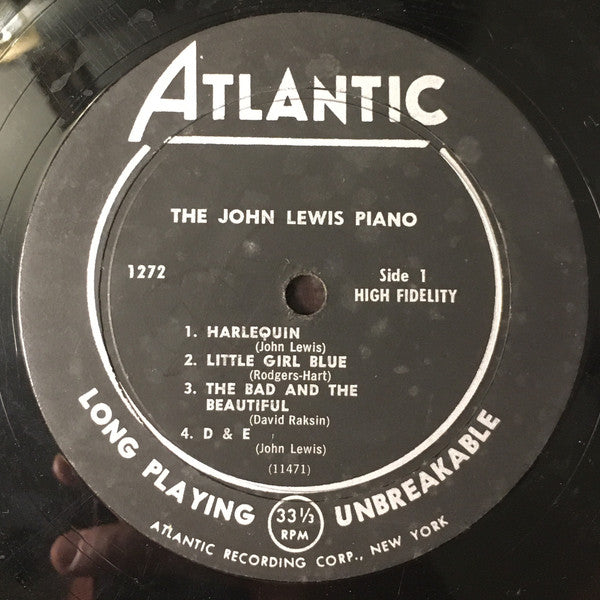 ATLANTIC
THE JOHN LEWIS PIANO
1272
Side 1
HIGH FIDELITY
1. HARLEQUIN
(John Lewis)
2. LITTLE GIRL BLUE
(Rodgers-Hart)
3. THE BAD AND THE
BEAUTIFUL
(David Raksin)
4. D & E
(John Lewis)
(11471)
LONG PLAYING
33 1/3
RPM
UNBREAKABLE
ATLANTIC RECORDING CORP., NEW YORK